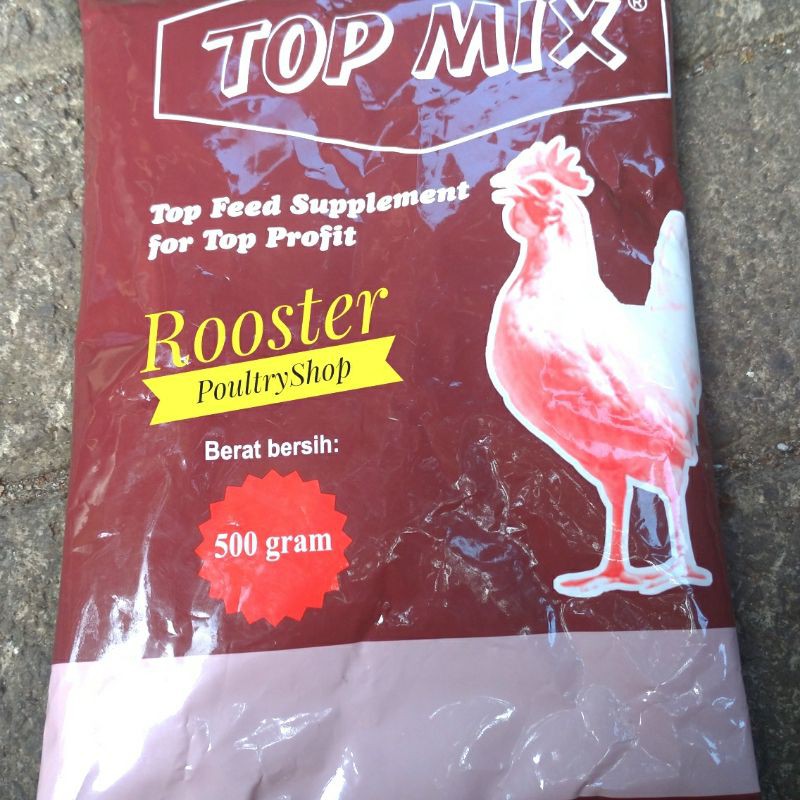 TOP MIX®
Top Feed Supplement
for Top Profit
Rooster
PoultryShop
Berat bersih:
500 gram